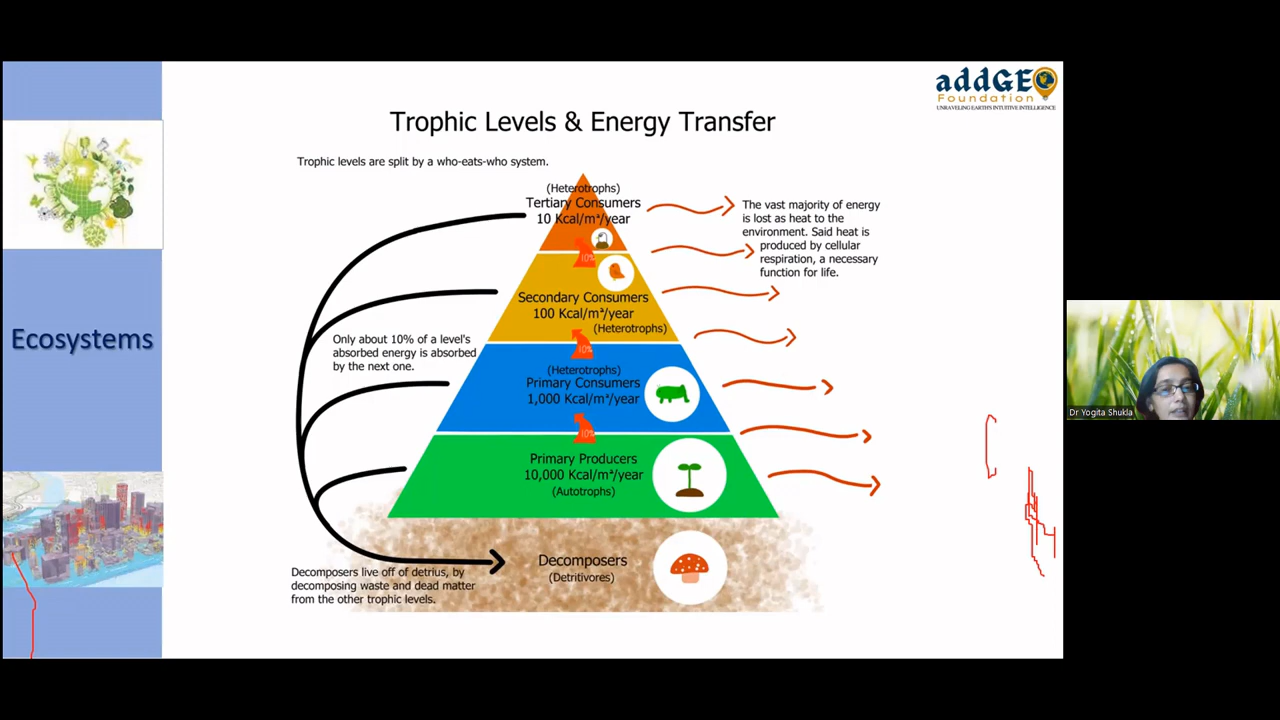 addGEO
Foundation
UNRAVELING EARTH'S INTUITIVE INTELLIGENCE
Trophic Levels & Energy Transfer
Trophic levels are split by a who-eats-who system.
(Heterotrophs)
Tertiary Consumers
10 Kcal/m²/year
10%
The vast majority of energy
is lost as heat to the
environment. Said heat is
produced by cellular
respiration, a necessary
function for life.
Secondary Consumers
100 Kcal/m²/year
(Heterotrophs)
10%
Ecosystems
Only about 10% of a level's
absorbed energy is absorbed
by the next one.
(Heterotrophs)
Primary Consumers
1,000 Kcal/m²/year
10%
Dr Yogita Shukla
Primary Producers
10,000 Kcal/m²/year
(Autotrophs)
Decomposers
(Detritivores)
Decomposers live off of detrius, by
decomposing waste and dead matter
from the other trophic levels.